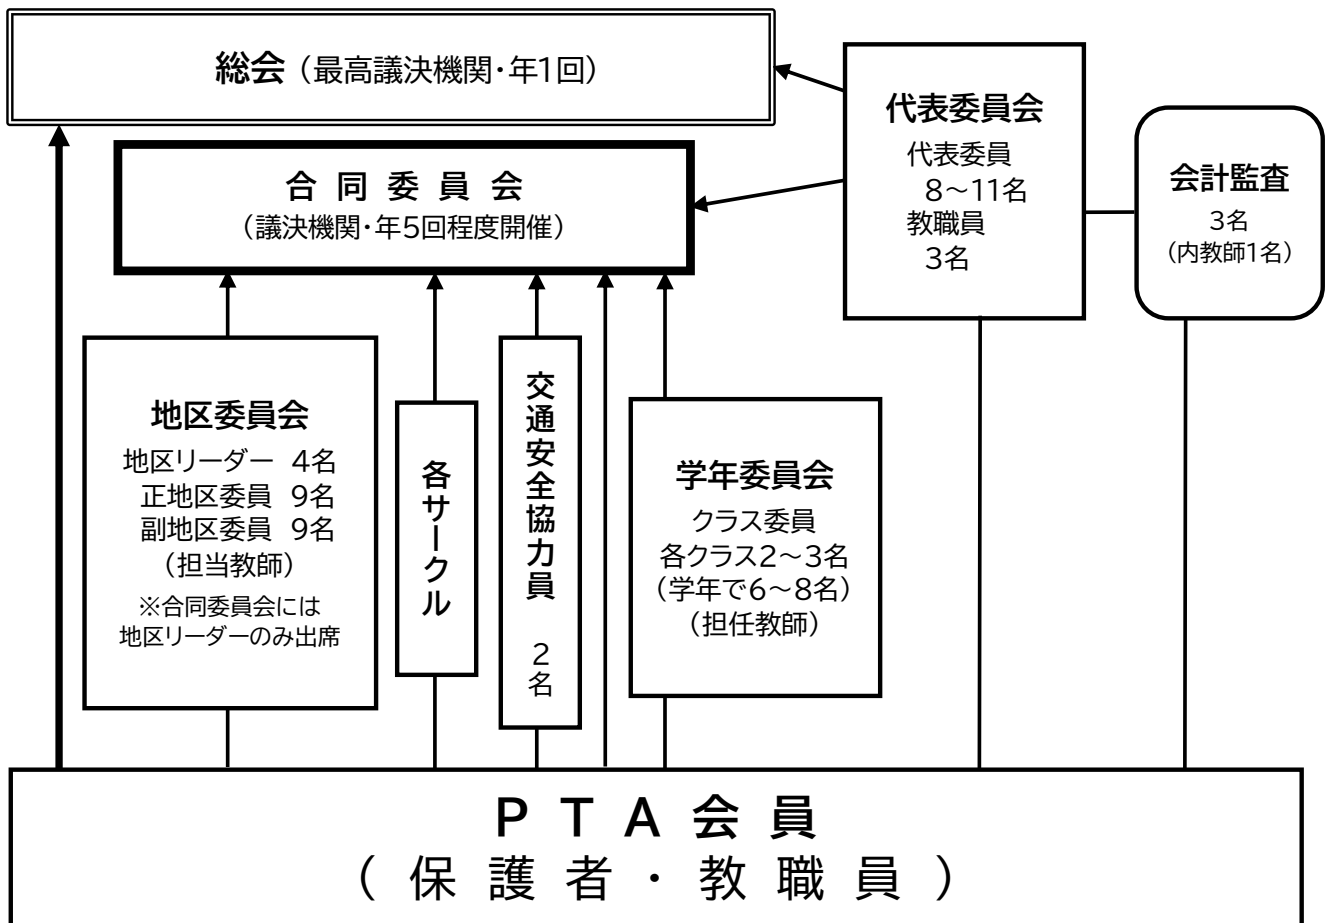 総会（最高議決機関・年1回）
合同委員会
（議決機関・年5回程度開催）
代表委員会
代表委員
8～11名
教職員
3名
会計監査
3名
（内教師1名）
地区委員会
地区リーダー 4名
正地区委員 9名
副地区委員 9名
（担当教師）
※合同委員会には
地区リーダーのみ出席
各サークル
交通安全協力員 2名
学年委員会
クラス委員
各クラス2～3名
（学年で6～8名）
（担任教師）
PTA会員
（保護者・教職員）